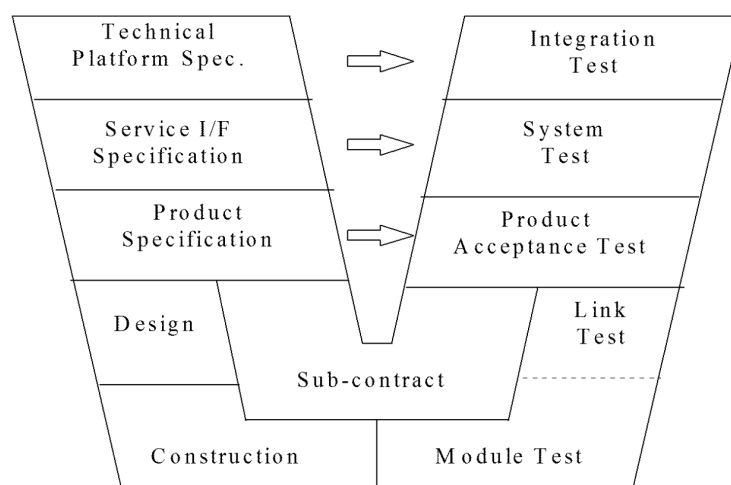 Technical
Platform Spec.
Integration
Test
Service I/F
Specification
System
Test
Product
Specification
Product
Acceptance Test
Design
Link
Test
Sub-contract
Construction
Module Test